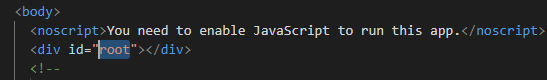 <body>
<noscript>You need to enable JavaScript to run this app.</noscript>
<div id="root"></div>
<!--